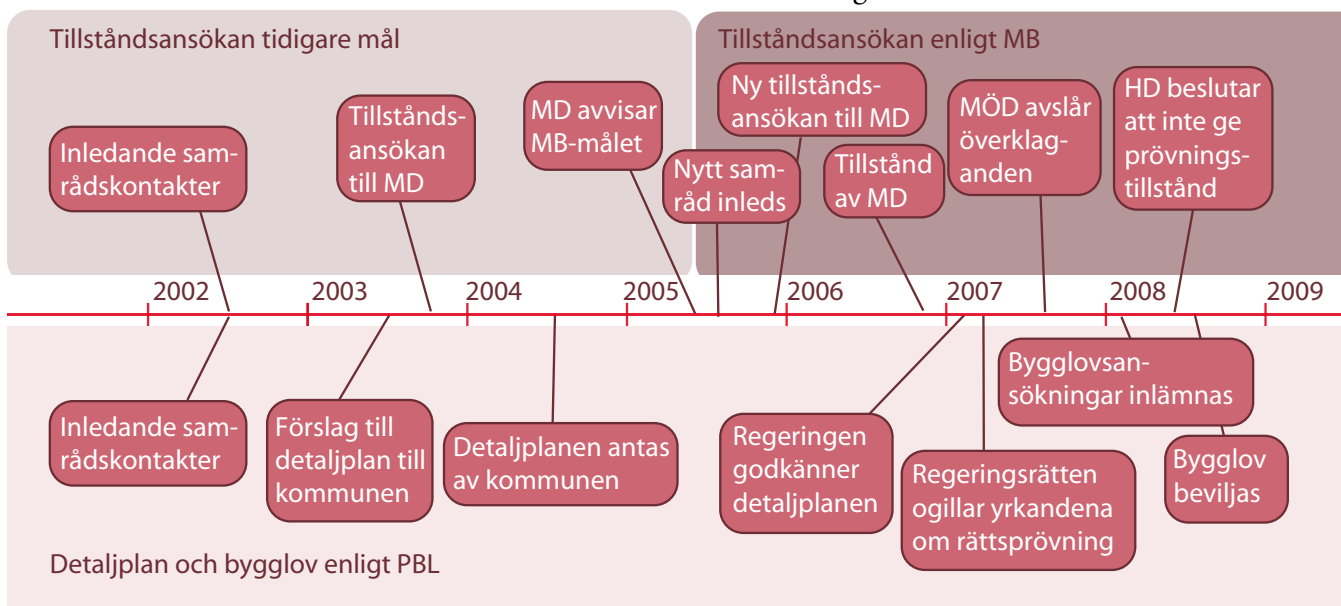 Tillståndsansökan tidigare mål
Tillståndsansökan enligt MB
Inledande sam-
rådskontakter
Tillstånds-
ansökan
till MD
MD avvisar
MB-målet
Nytt sam-
råd inleds
Ny tillstånds-
ansökan till MD
Tillstånd
av MD
MÖD avslår
överklag-
anden
HD beslutar
att inte ge
prövnings-
tillstånd
2002
2003
2004
2005
2006
2007
2008
2009
Inledande sam-
rådskontakter
Förslag till
detaljplan till
kommunen
Detaljplanen antas
av kommunen
Regeringen
godkänner
detaljplanen
Regeringsrätten
ogillar yrkandena
om rättsprövning
Bygglovsan-
sökningar inlämnas
Bygglov
beviljas
Detaljplan och bygglov enligt PBL